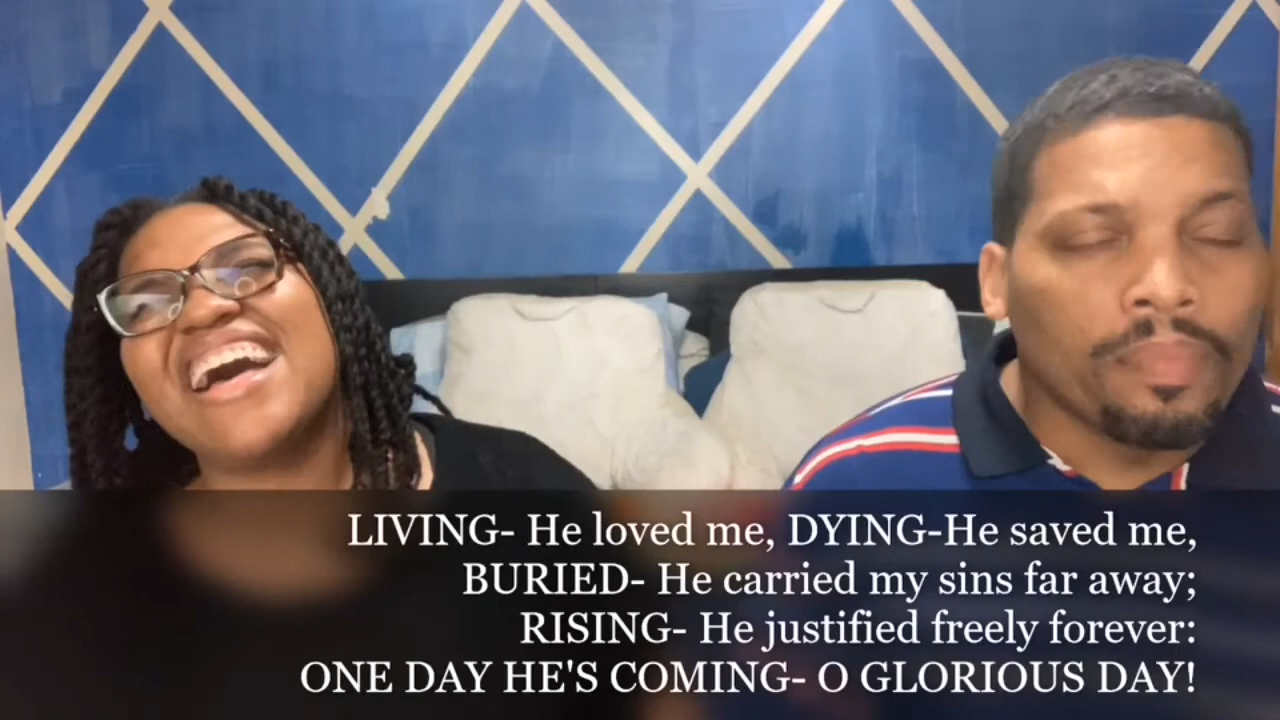 LIVING- He loved me, DYING-He saved me,
BURIED- He carried my sins far away;
RISING- He justified freely forever:
ONE DAY HE'S COMING- O GLORIOUS DAY!